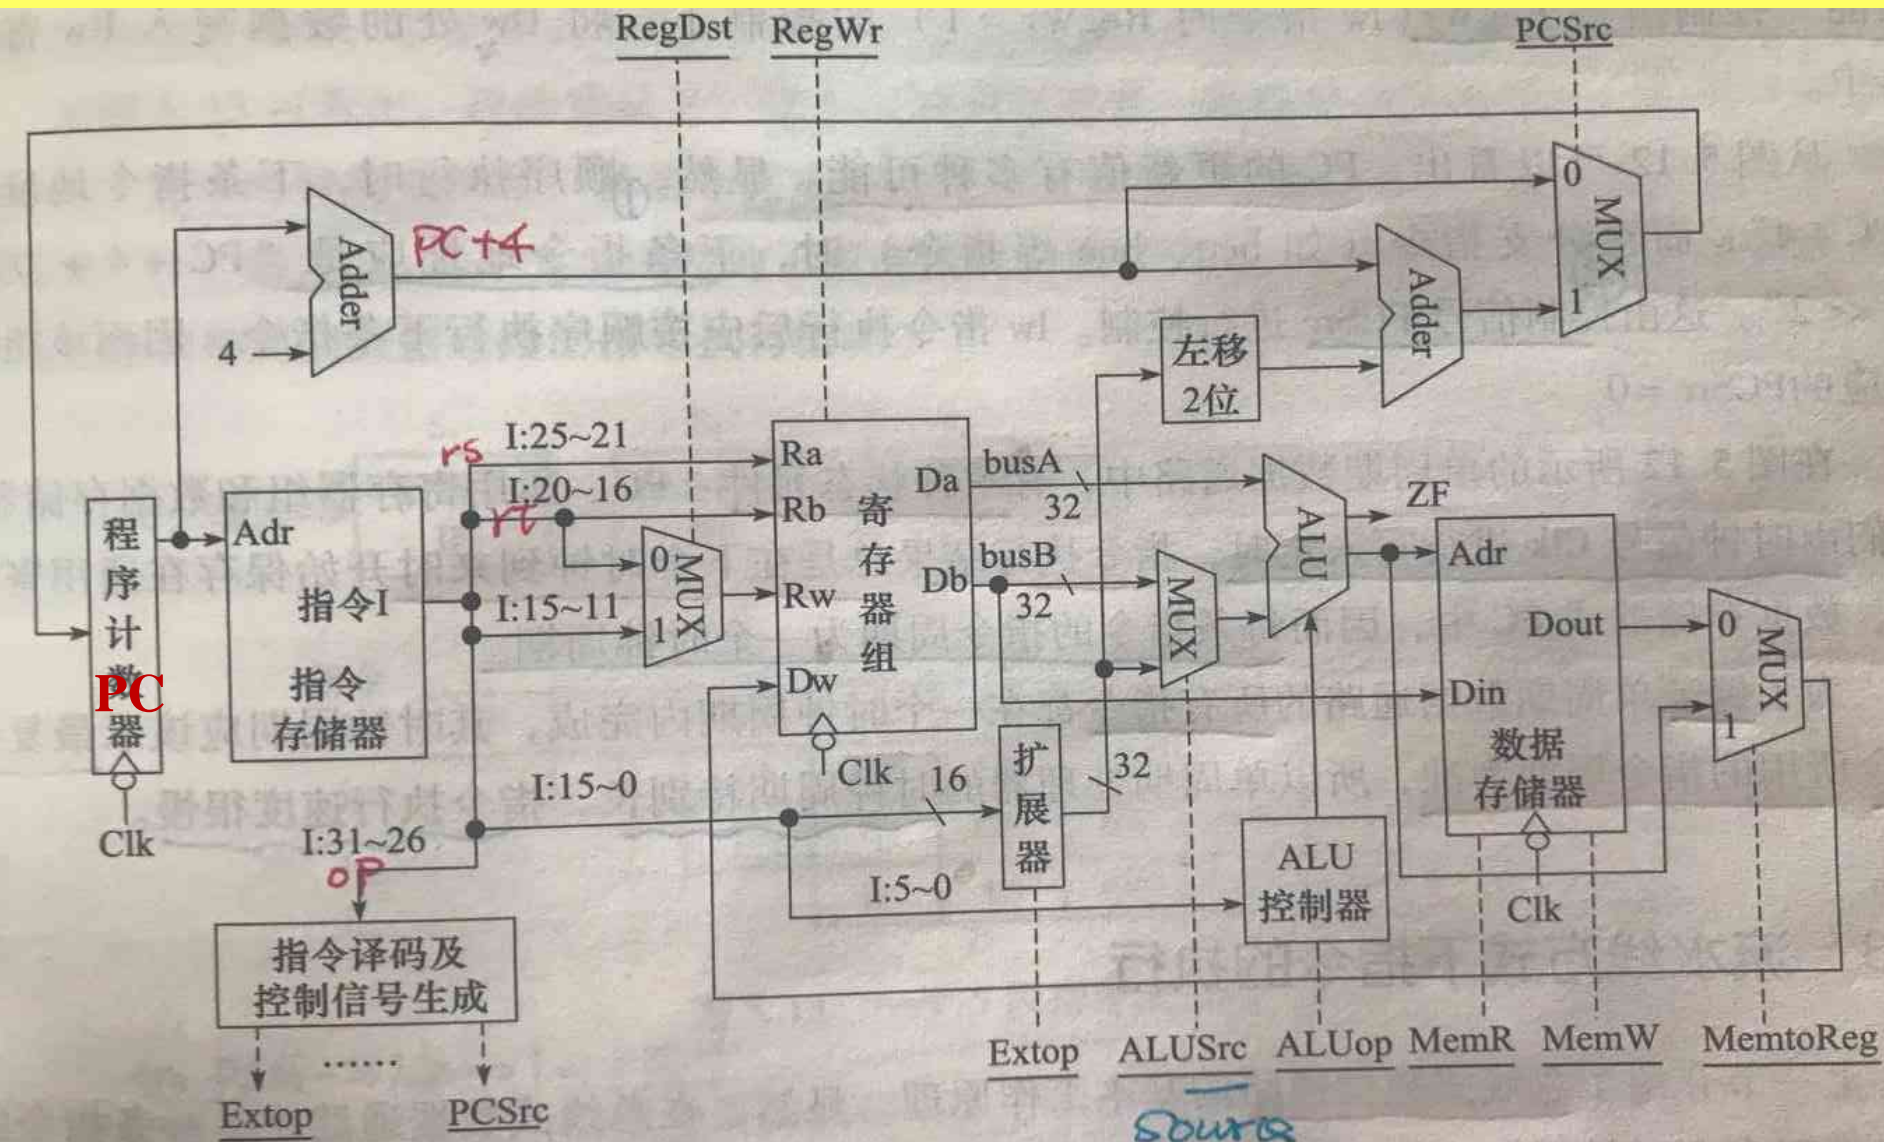 RegDst RegWr PCSrc
PC+4
Adder
4
0
MUX
1
Adder
左移
2位
rs
I:25~21
I:20~16
rt
I:15~11
0
MUX
1
程序计数器
PC
Clk
Adr
指令I
指令
存储器
Ra
Rb
Rw
Dw
寄存器组
Da
Db
Clk
busA
32
busB
32
MUX
ALU
ZF
Adr
Dout
Din
数据
存储器
Clk
0
MUX
1
I:15~0
16
扩展器
32
I:31~26
op
I:5~0
ALU
控制器
指令译码及
控制信号生成
……
Extop PCSrc
Extop ALUSrc ALUop MemR MemW MemtoReg
Source